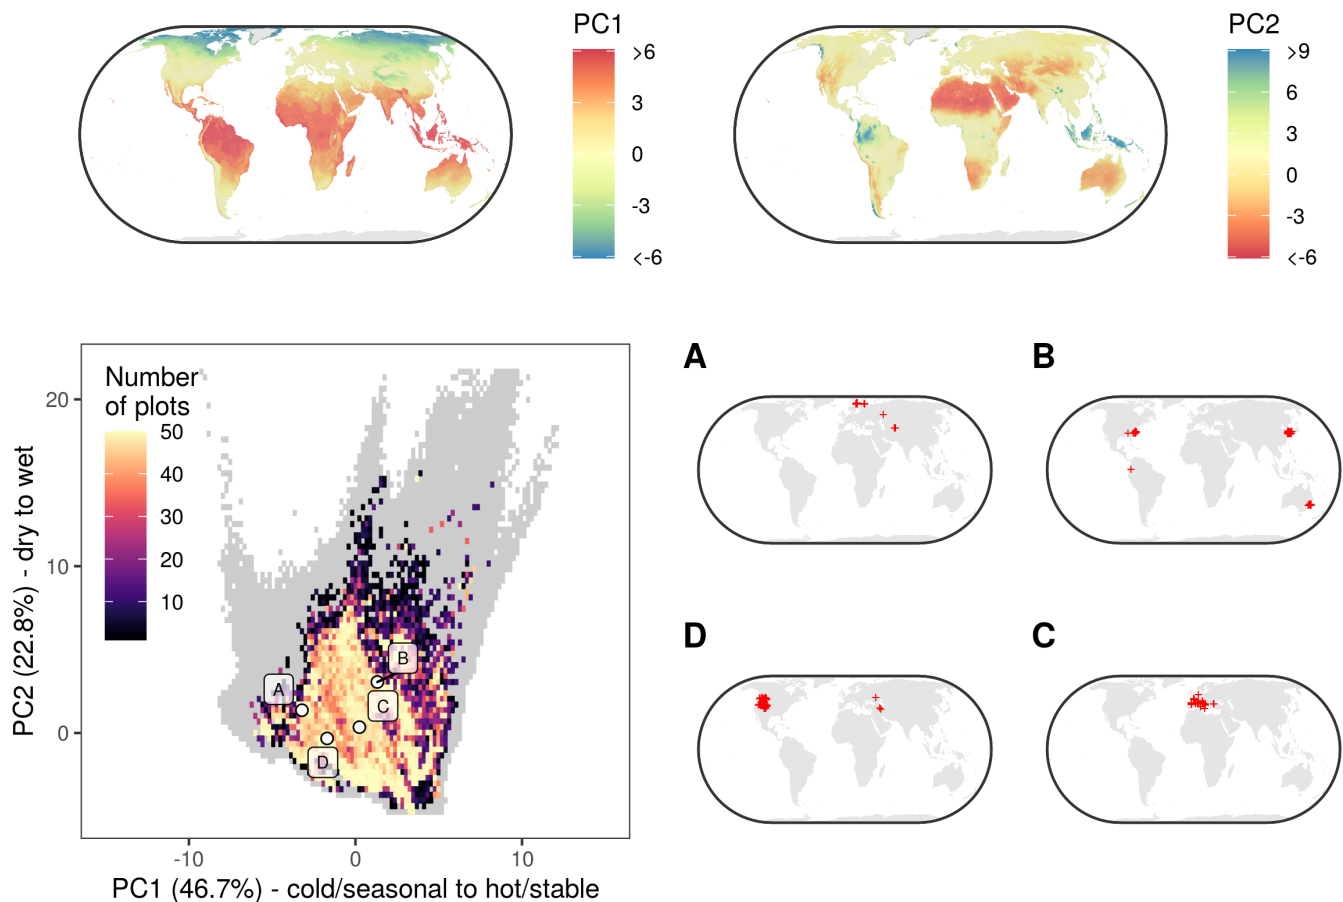 PC1
>6
3
0
-3
<-6
PC2
>9
6
3
0
-3
<-6
Number
of plots
50
40
30
20
10
20
10
0
-10
0
10
PC2 (22.8%) - dry to wet
PC1 (46.7%) - cold/seasonal to hot/stable
A
B
C
D
A
B
D
C